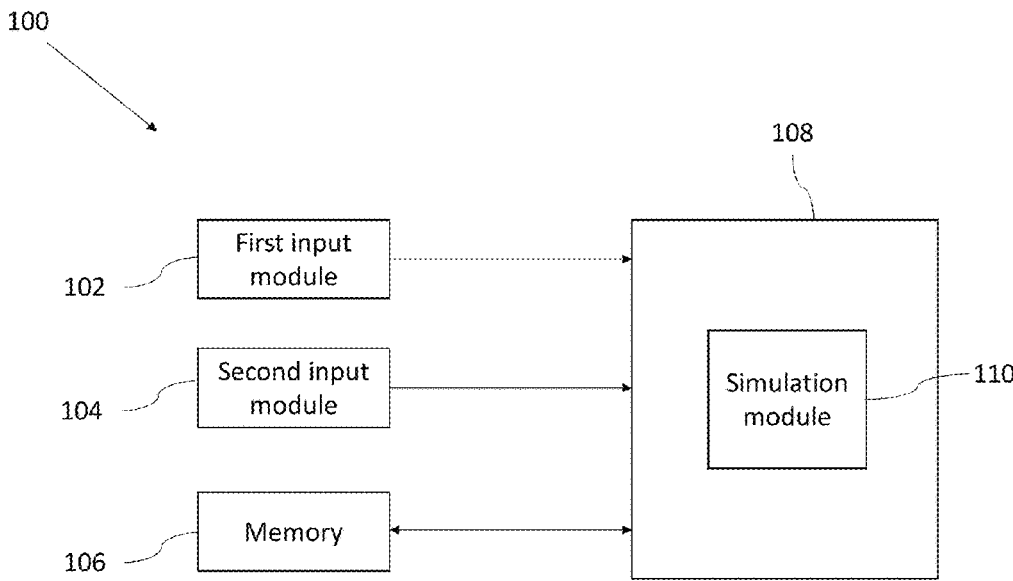 100
108
First input
module
102
Second input
module
104
Simulation
module
110
Memory
106